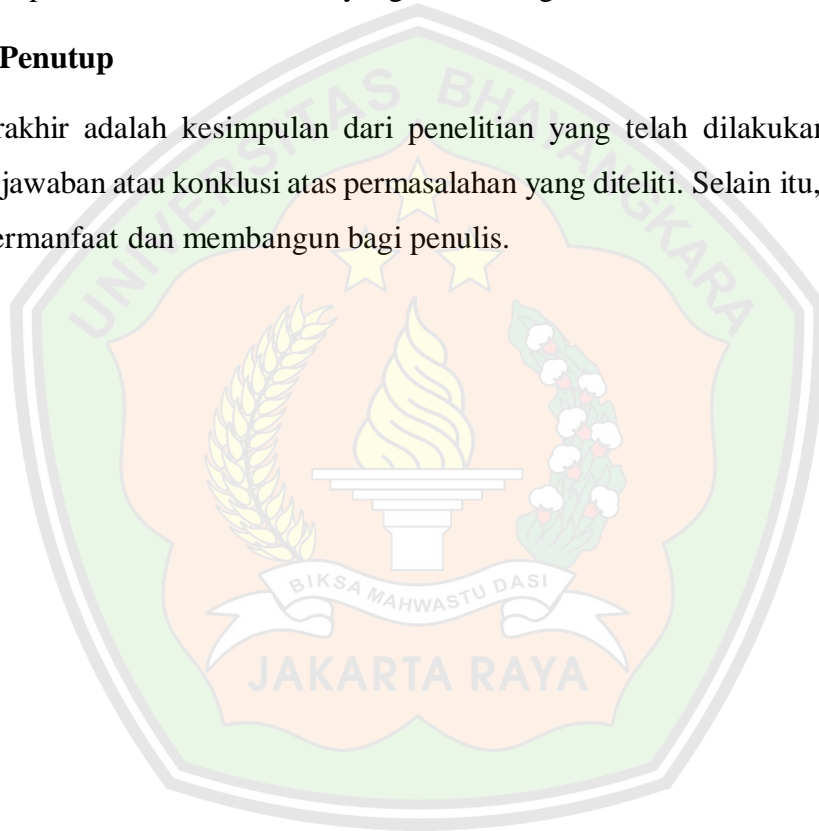 Penutup
rakhir adalah kesimpulan dari penelitian yang telah dilakukan
jawaban atau konklusi atas permasalahan yang diteliti. Selain itu,
ermanfaat dan membangun bagi penulis.
UNIVERSITAS BHAYANGKARA
BIKSA MAHWASTU DASI
JAKARTA RAYA